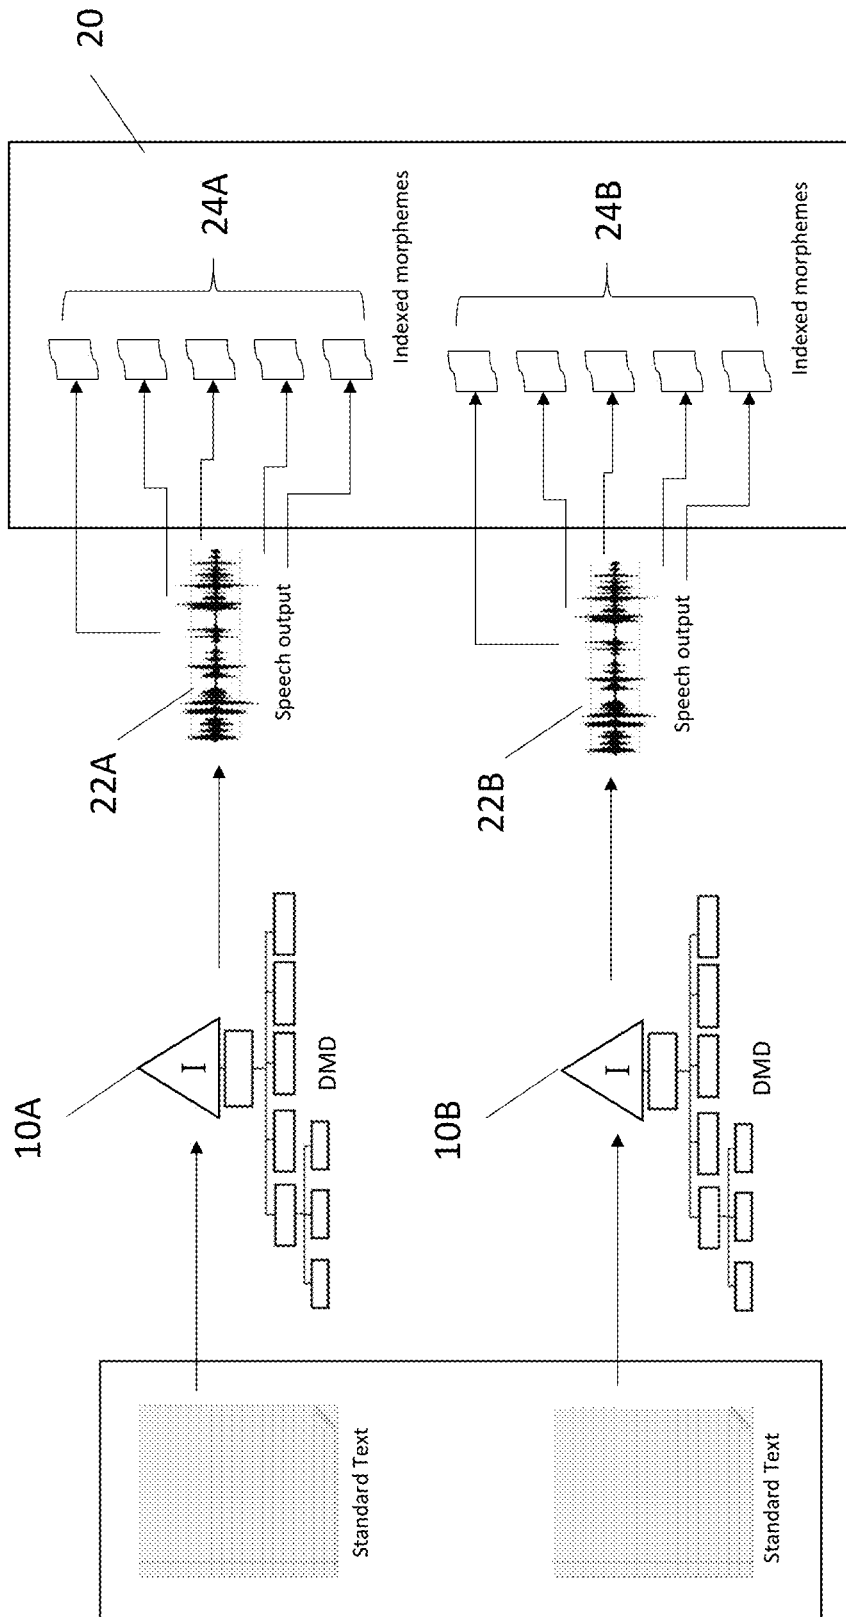 20
24A
Indexed morphemes
22A
Speech output
10A
I
DMD
Standard Text
24B
Indexed morphemes
22B
Speech output
10B
I
DMD
Standard Text